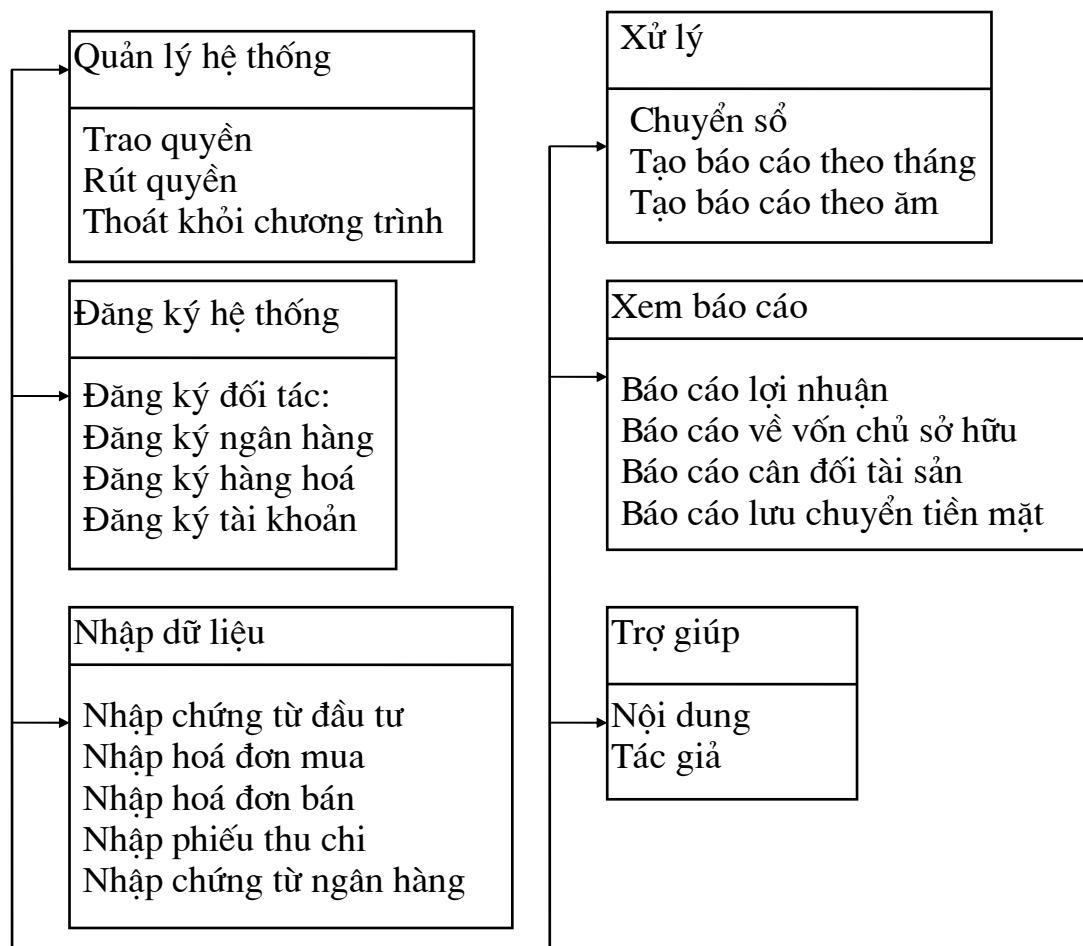 Quản lý hệ thống
Trao quyền
Rút quyền
Thoát khỏi chương trình
Đăng ký hệ thống
Đăng ký đối tác:
Đăng ký ngân hàng
Đăng ký hàng hoá
Đăng ký tài khoản
Nhập dữ liệu
Nhập chứng từ đầu tư
Nhập hoá đơn mua
Nhập hoá đơn bán
Nhập phiếu thu chi
Nhập chứng từ ngân hàng
Xử lý
Chuyển sổ
Tạo báo cáo theo tháng
Tạo báo cáo theo ăm
Xem báo cáo
Báo cáo lợi nhuận
Báo cáo về vốn chủ sở hữu
Báo cáo cân đối tài sản
Báo cáo lưu chuyển tiền mặt
Trợ giúp
Nội dung
Tác giả